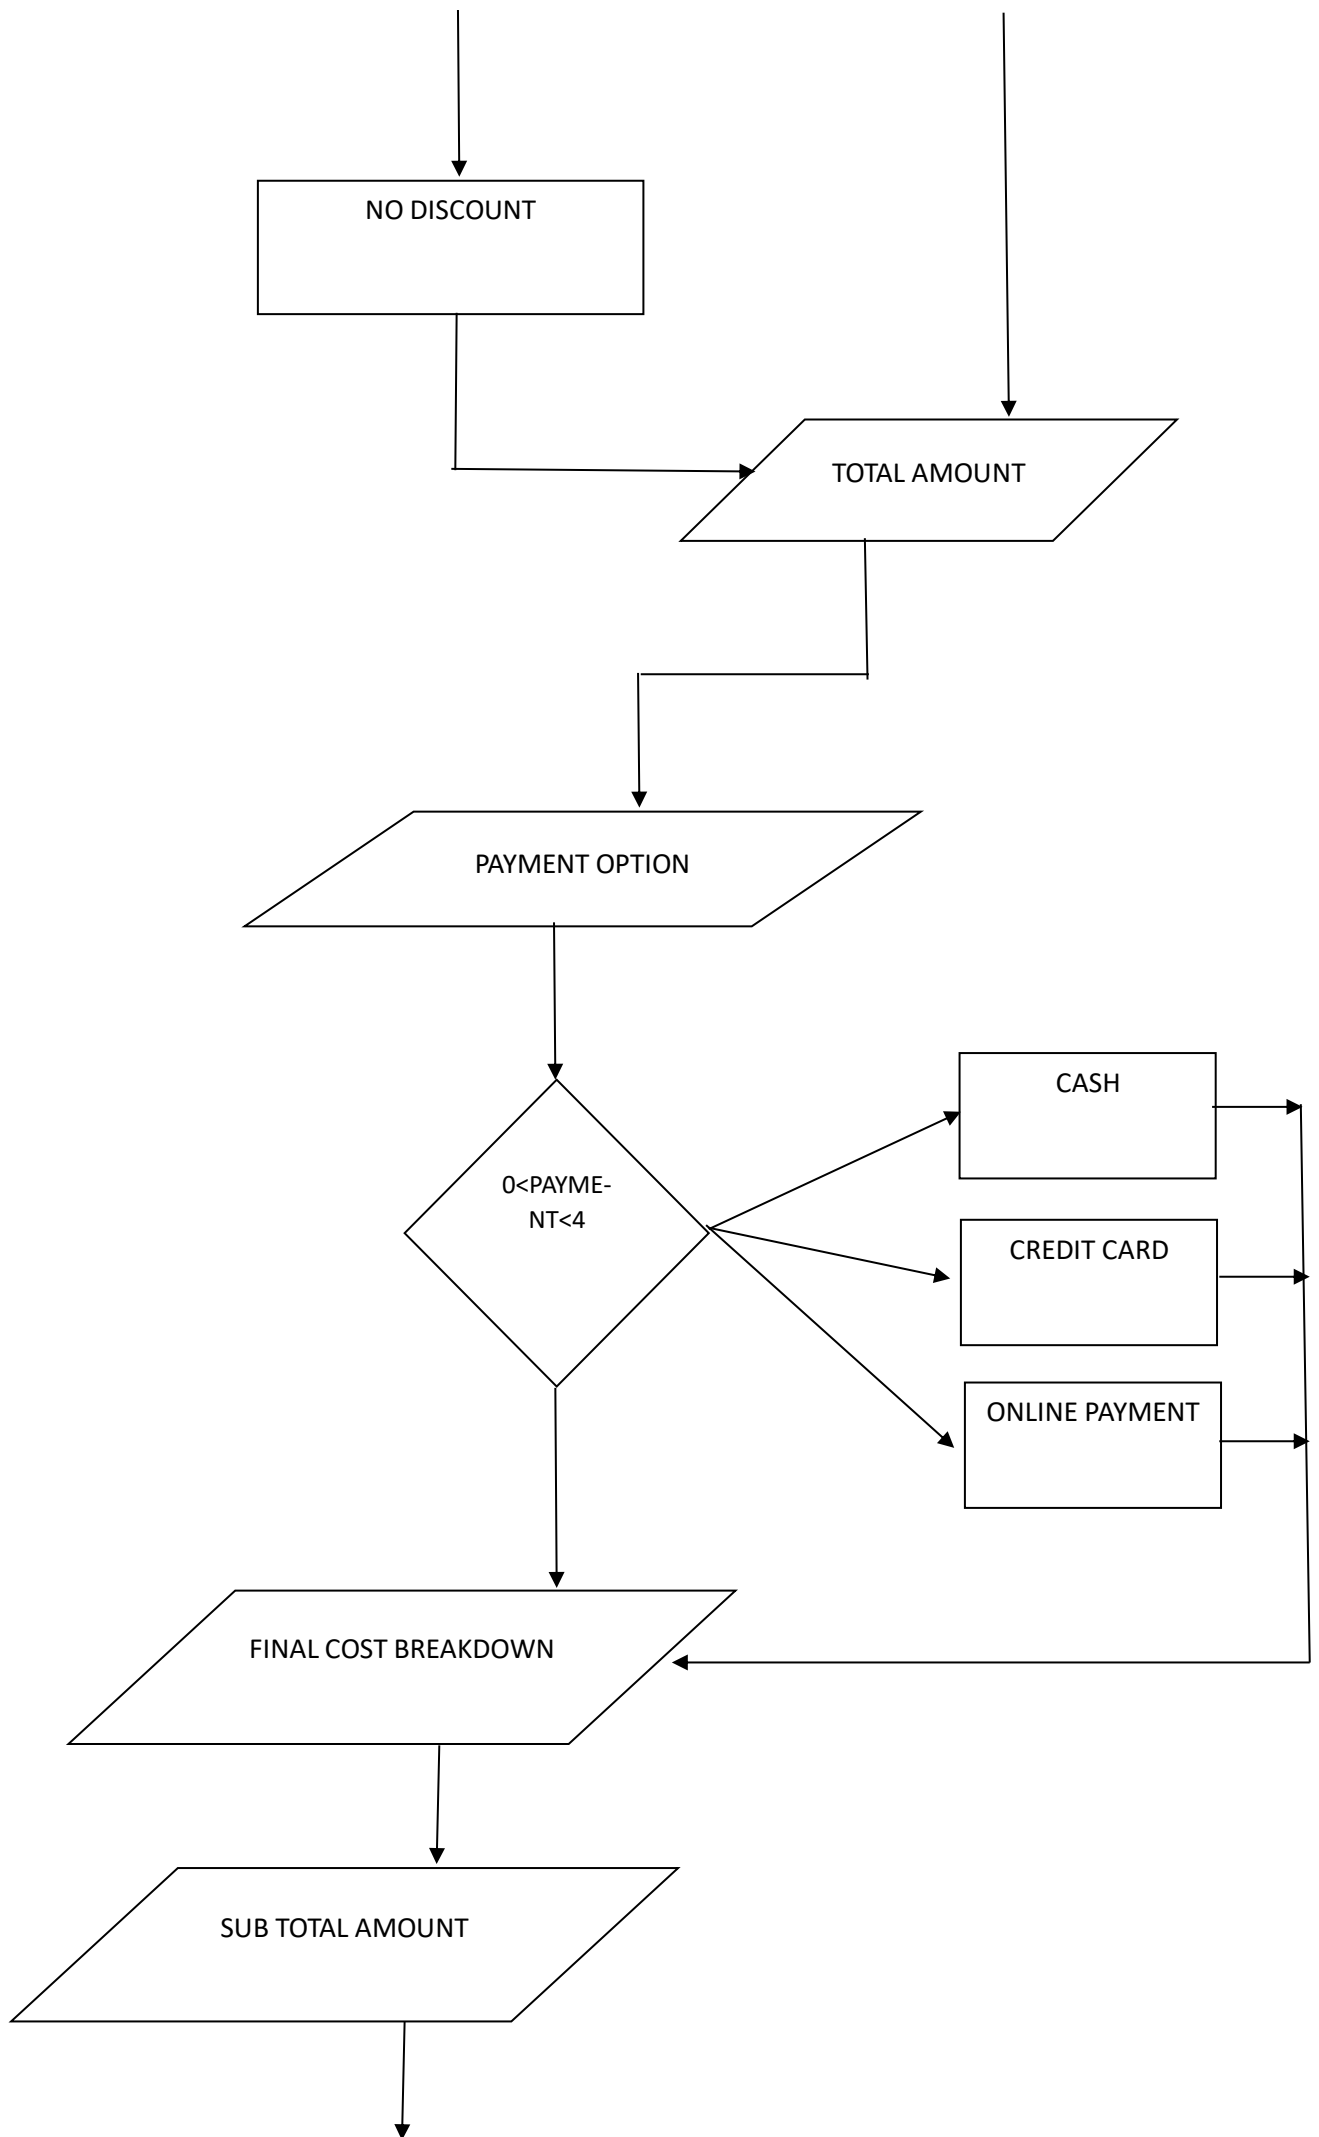 NO DISCOUNT
TOTAL AMOUNT
PAYMENT OPTION
0<PAYME-
NT<4
CASH
CREDIT CARD
ONLINE PAYMENT
FINAL COST BREAKDOWN
SUB TOTAL AMOUNT